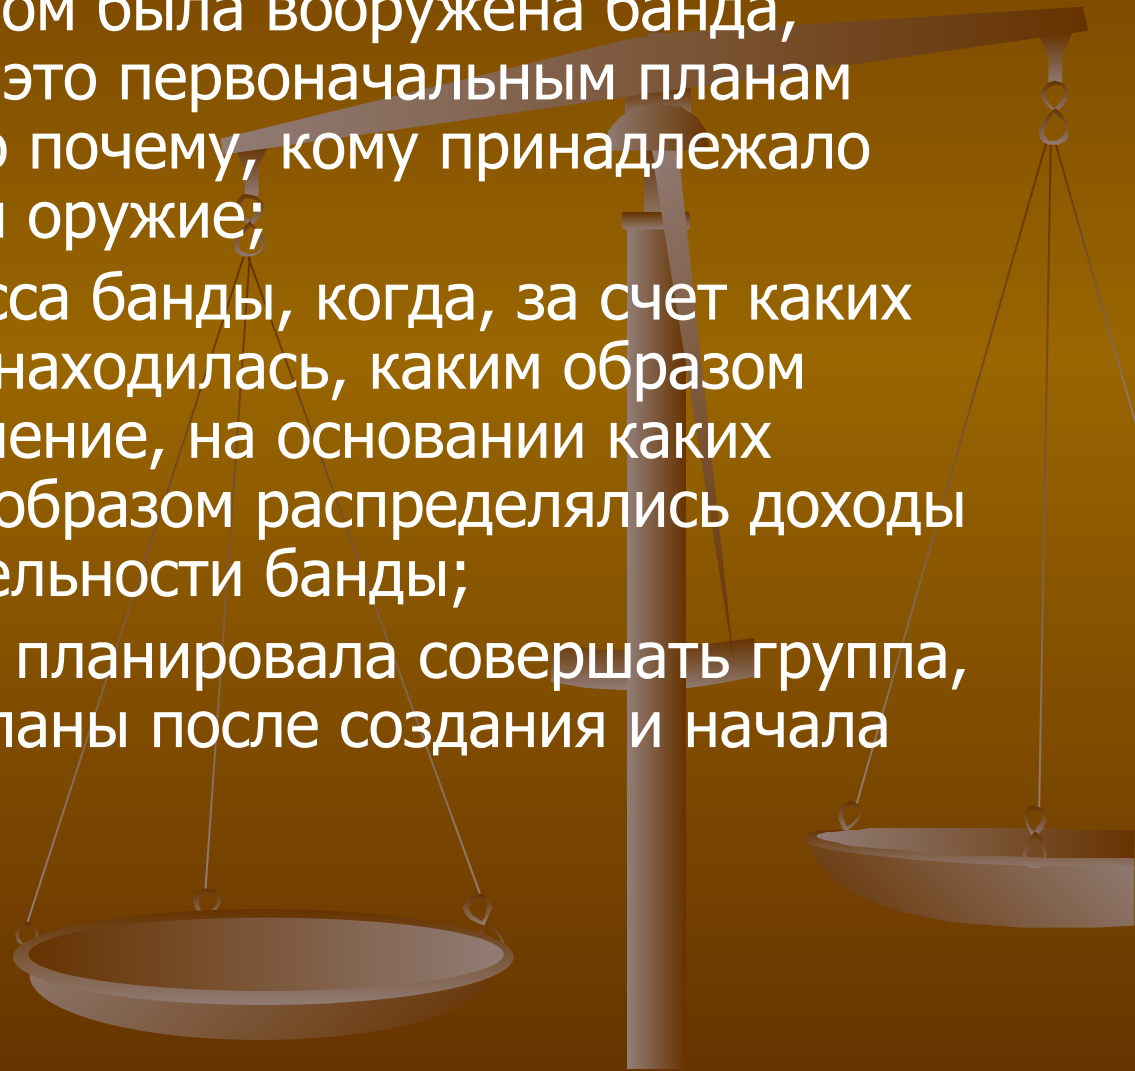 ом была вооружена банда,
это первоначальным планам
о почему, кому принадлежало
и оружие;
сса банды, когда, за счет каких
находилась, каким образом
нение, на основании каких
образом распределялись доходы
ельности банды;
планировала совершать группа,
ланы после создания и начала